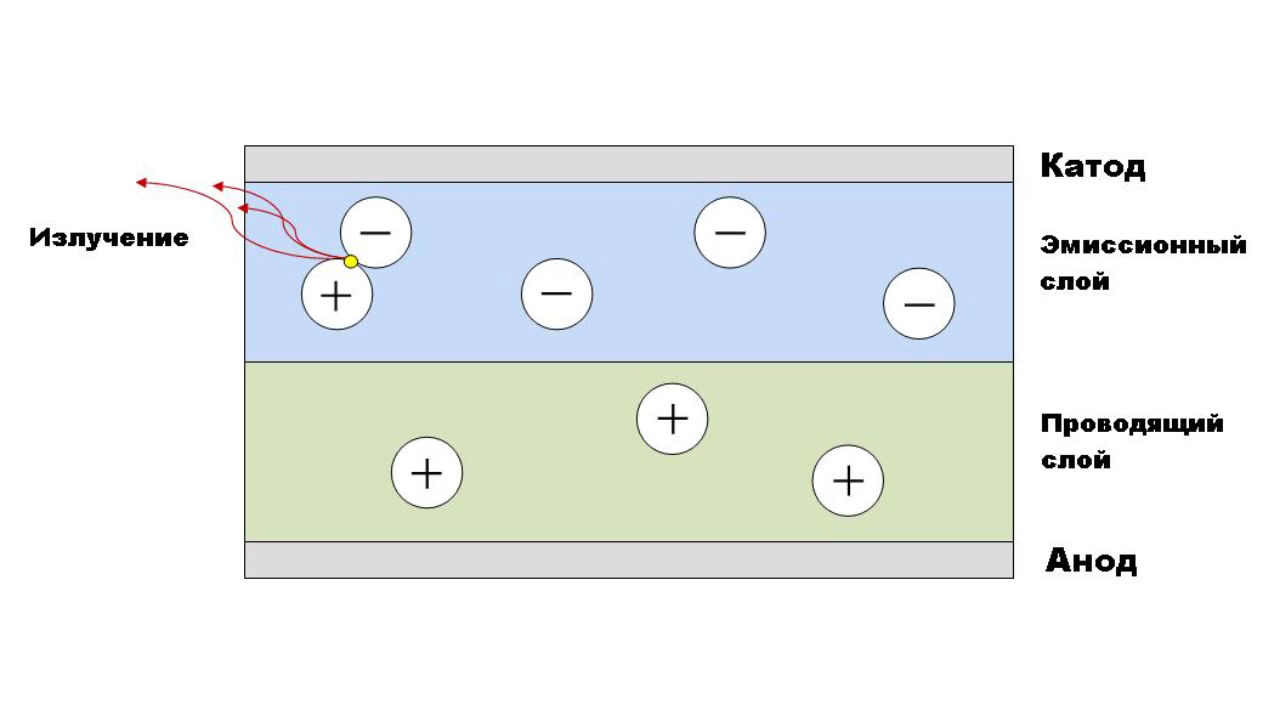 Катод
Излучение
Эмиссионный
слой
Проводящий
слой
Анод